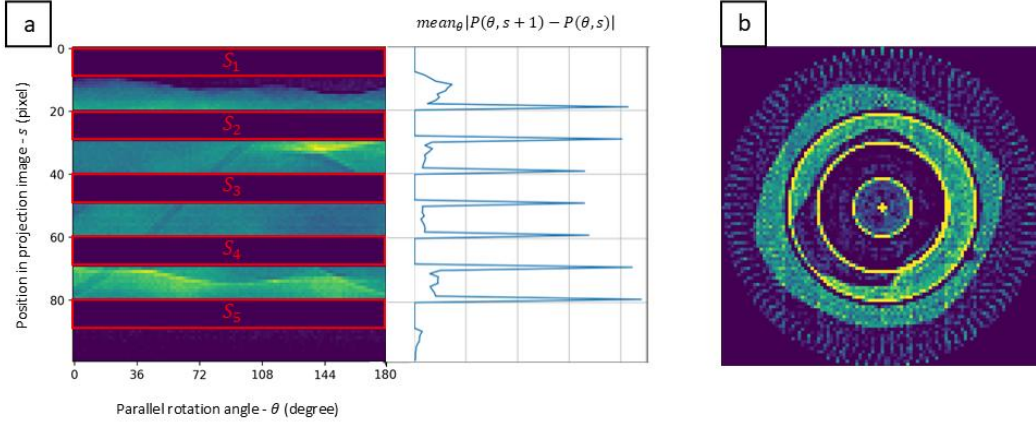 a
mean_θ|P(θ, s + 1) − P(θ, s)|
b
0
20
40
60
80
S₁
S₂
S₃
S₄
S₅
Position in projection image - s (pixel)
0 36 72 108 144 180
Parallel rotation angle - θ (degree)